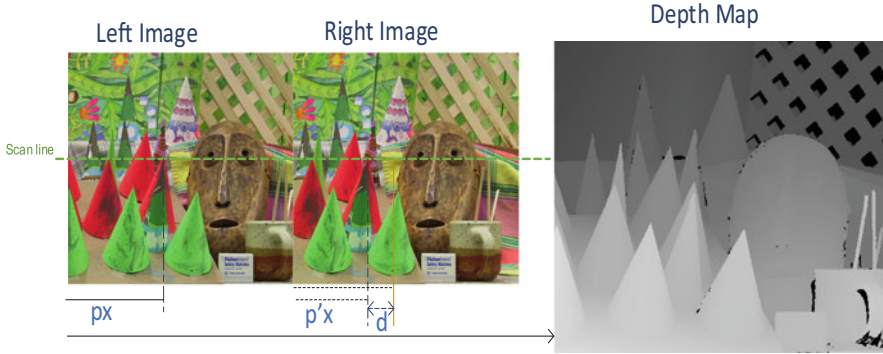 Left Image
Right Image
Depth Map
Scan line
px
p'x
d